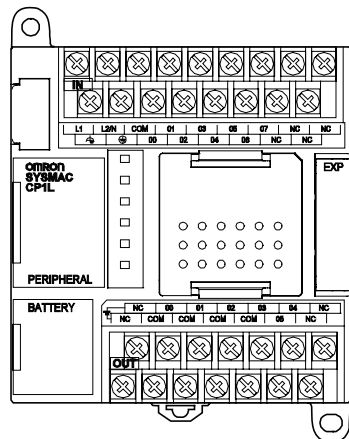 IN
L1 L2/N COM 01 03 05 07 NC NC
00 02 04 06 NC NC
OMRON
SYSMAC
CP1L
EXP
PERIPHERAL
BATTERY
NC 00 01 02 03 04 NC
NC COM COM COM COM 05 NC
OUT